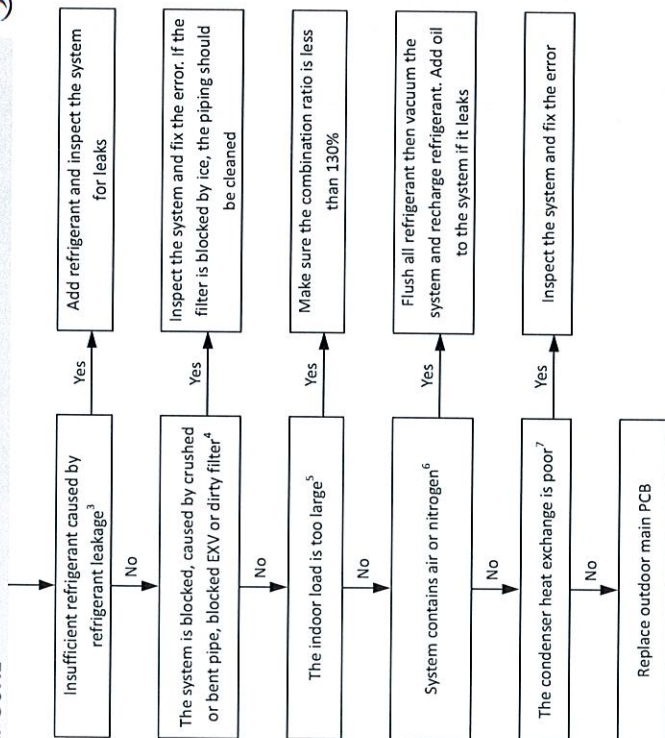 Insufficient refrigerant caused by
refrigerant leakage³
Yes
Add refrigerant and inspect the system
for leaks
No
The system is blocked, caused by crushed
or bent pipe, blocked EXV or dirty filter⁴
Yes
Inspect the system and fix the error. If the
filter is blocked by ice, the piping should
be cleaned
No
The indoor load is too large⁵
Yes
Make sure the combination ratio is less
than 130%
No
System contains air or nitrogen⁶
Yes
Flush all refrigerant then vacuum the
system and recharge refrigerant. Add oil
to the system if it leaks
No
The condenser heat exchange is poor⁷
Yes
Inspect the system and fix the error
No
Replace outdoor main PCB